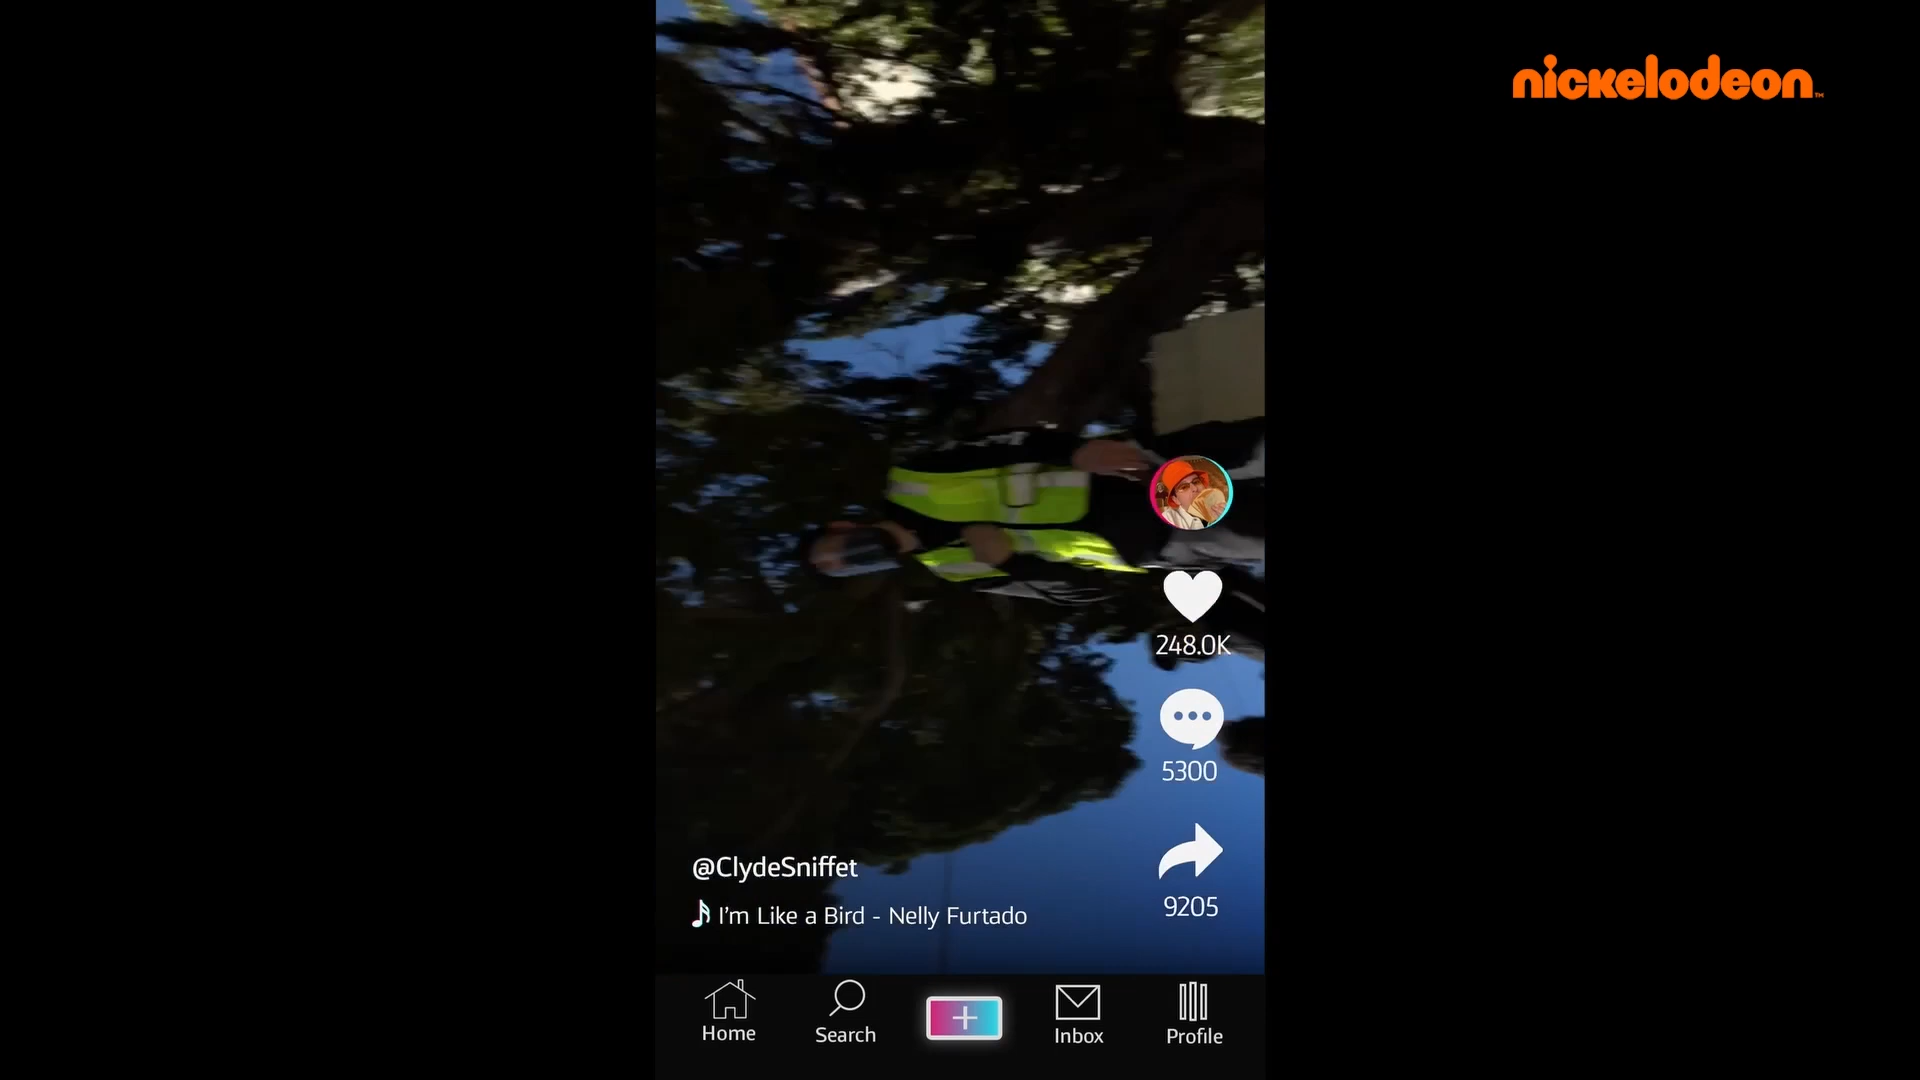 nickelodeon
248.0K
5300
9205
@ClydeSniffet
I'm Like a Bird - Nelly Furtado
Home
Search
Inbox
Profile